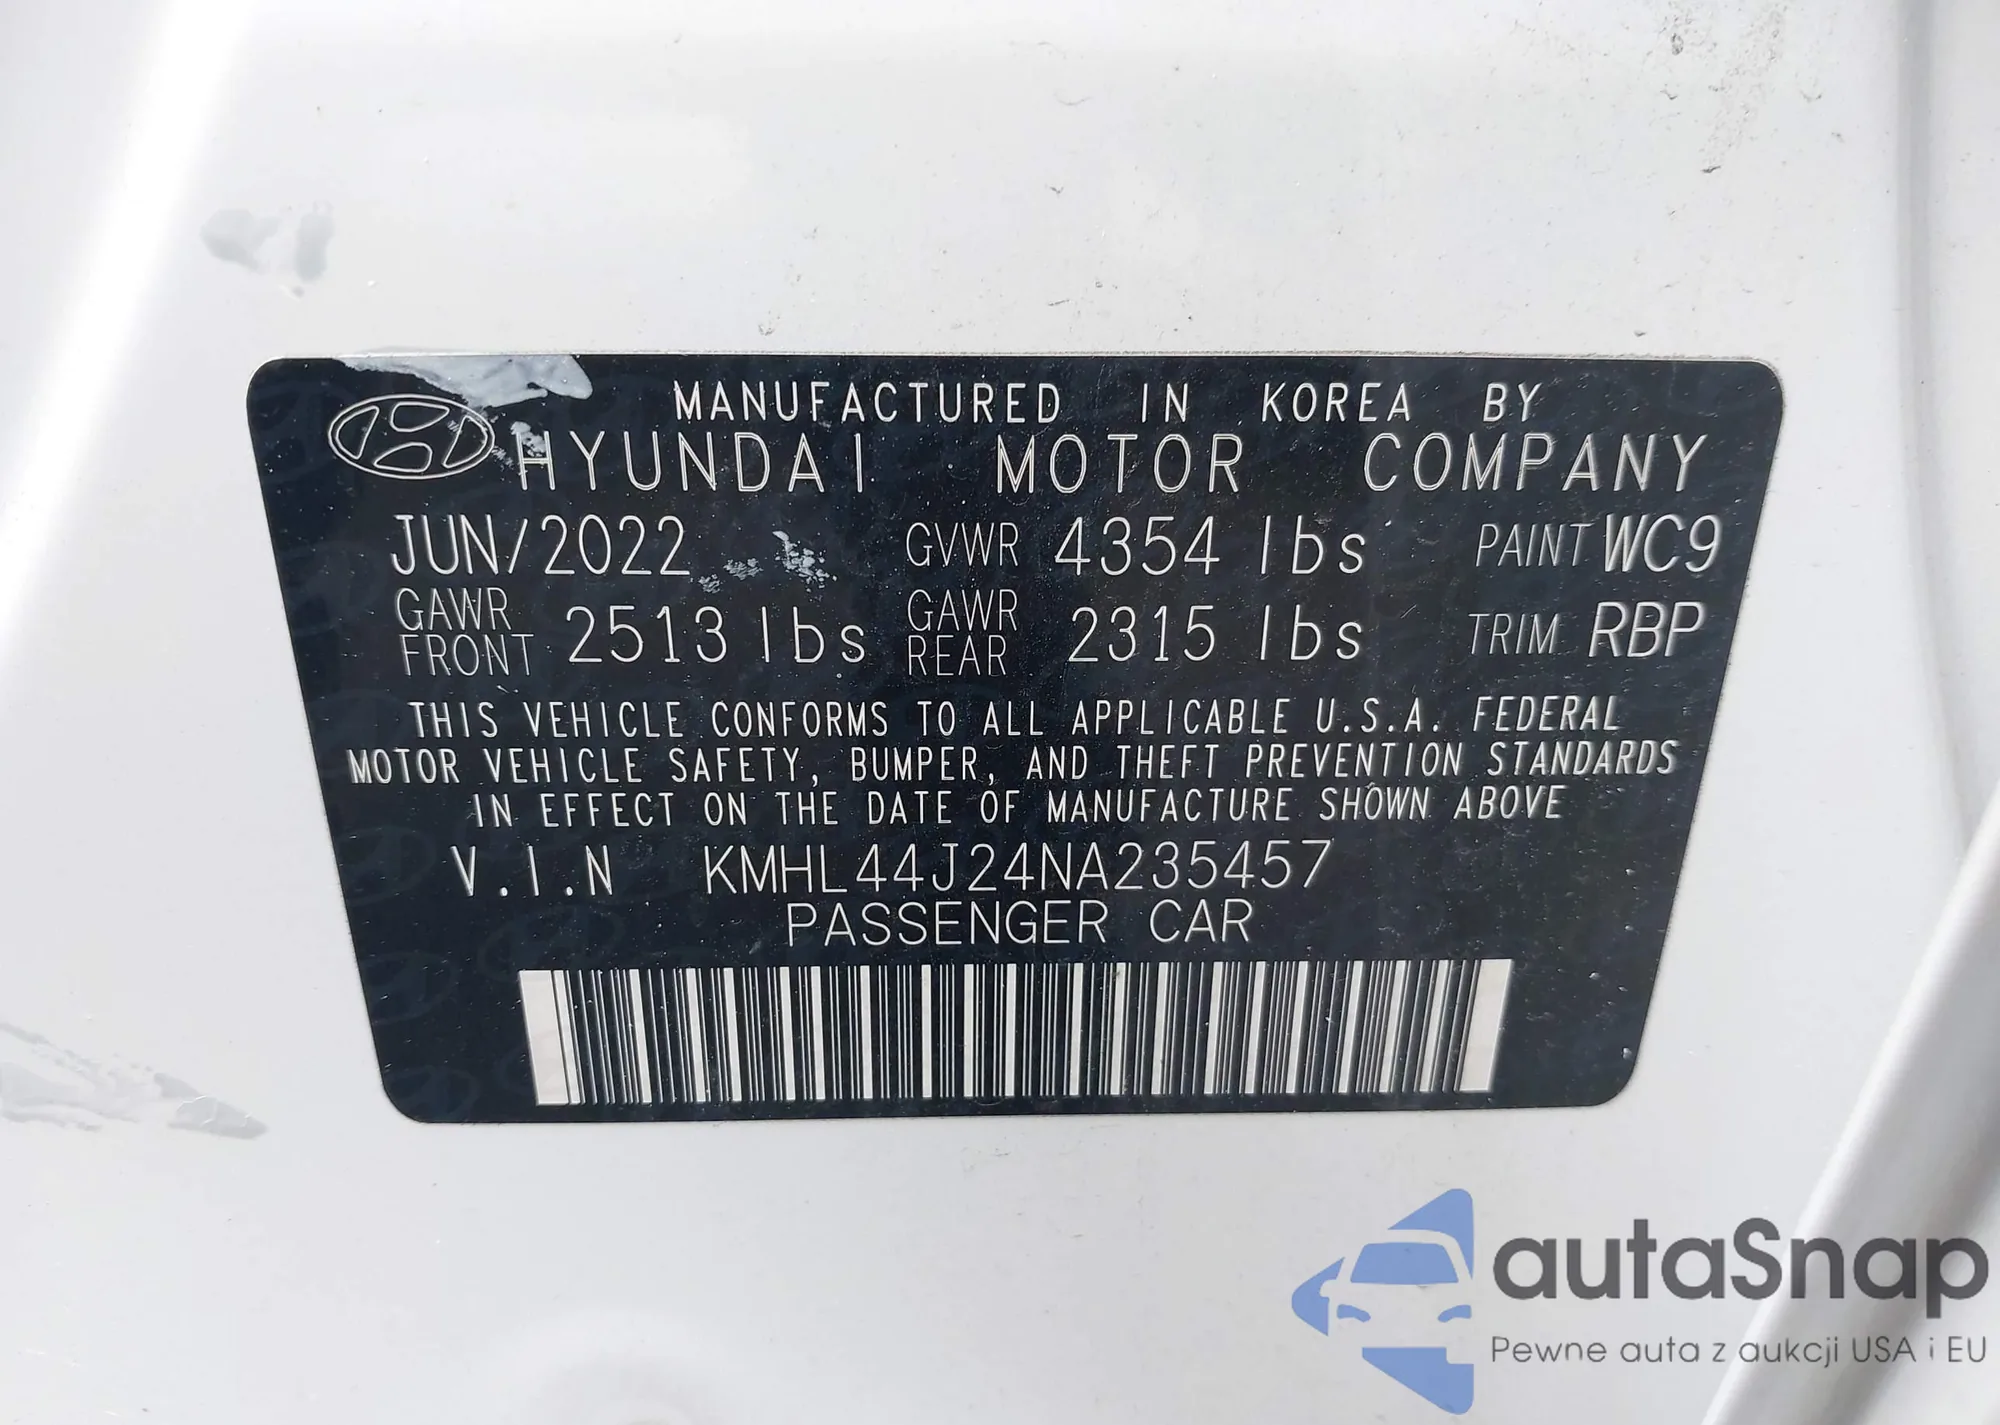 MANUFACTURED IN KOREA BY
HYUNDAI MOTOR COMPANY
JUN/2022 GVWR 4354 lbs PAINT WC9
GAWR FRONT 2513 lbs GAWR REAR 2315 lbs TRIM RBP
THIS VEHICLE CONFORMS TO ALL APPLICABLE U.S.A. FEDERAL
MOTOR VEHICLE SAFETY, BUMPER, AND THEFT PREVENTION STANDARDS
IN EFFECT ON THE DATE OF MANUFACTURE SHOWN ABOVE
V.I.N KMHL44J24NA235457
PASSENGER CAR
autaSnap
Pewne auta z aukcji USA i EU